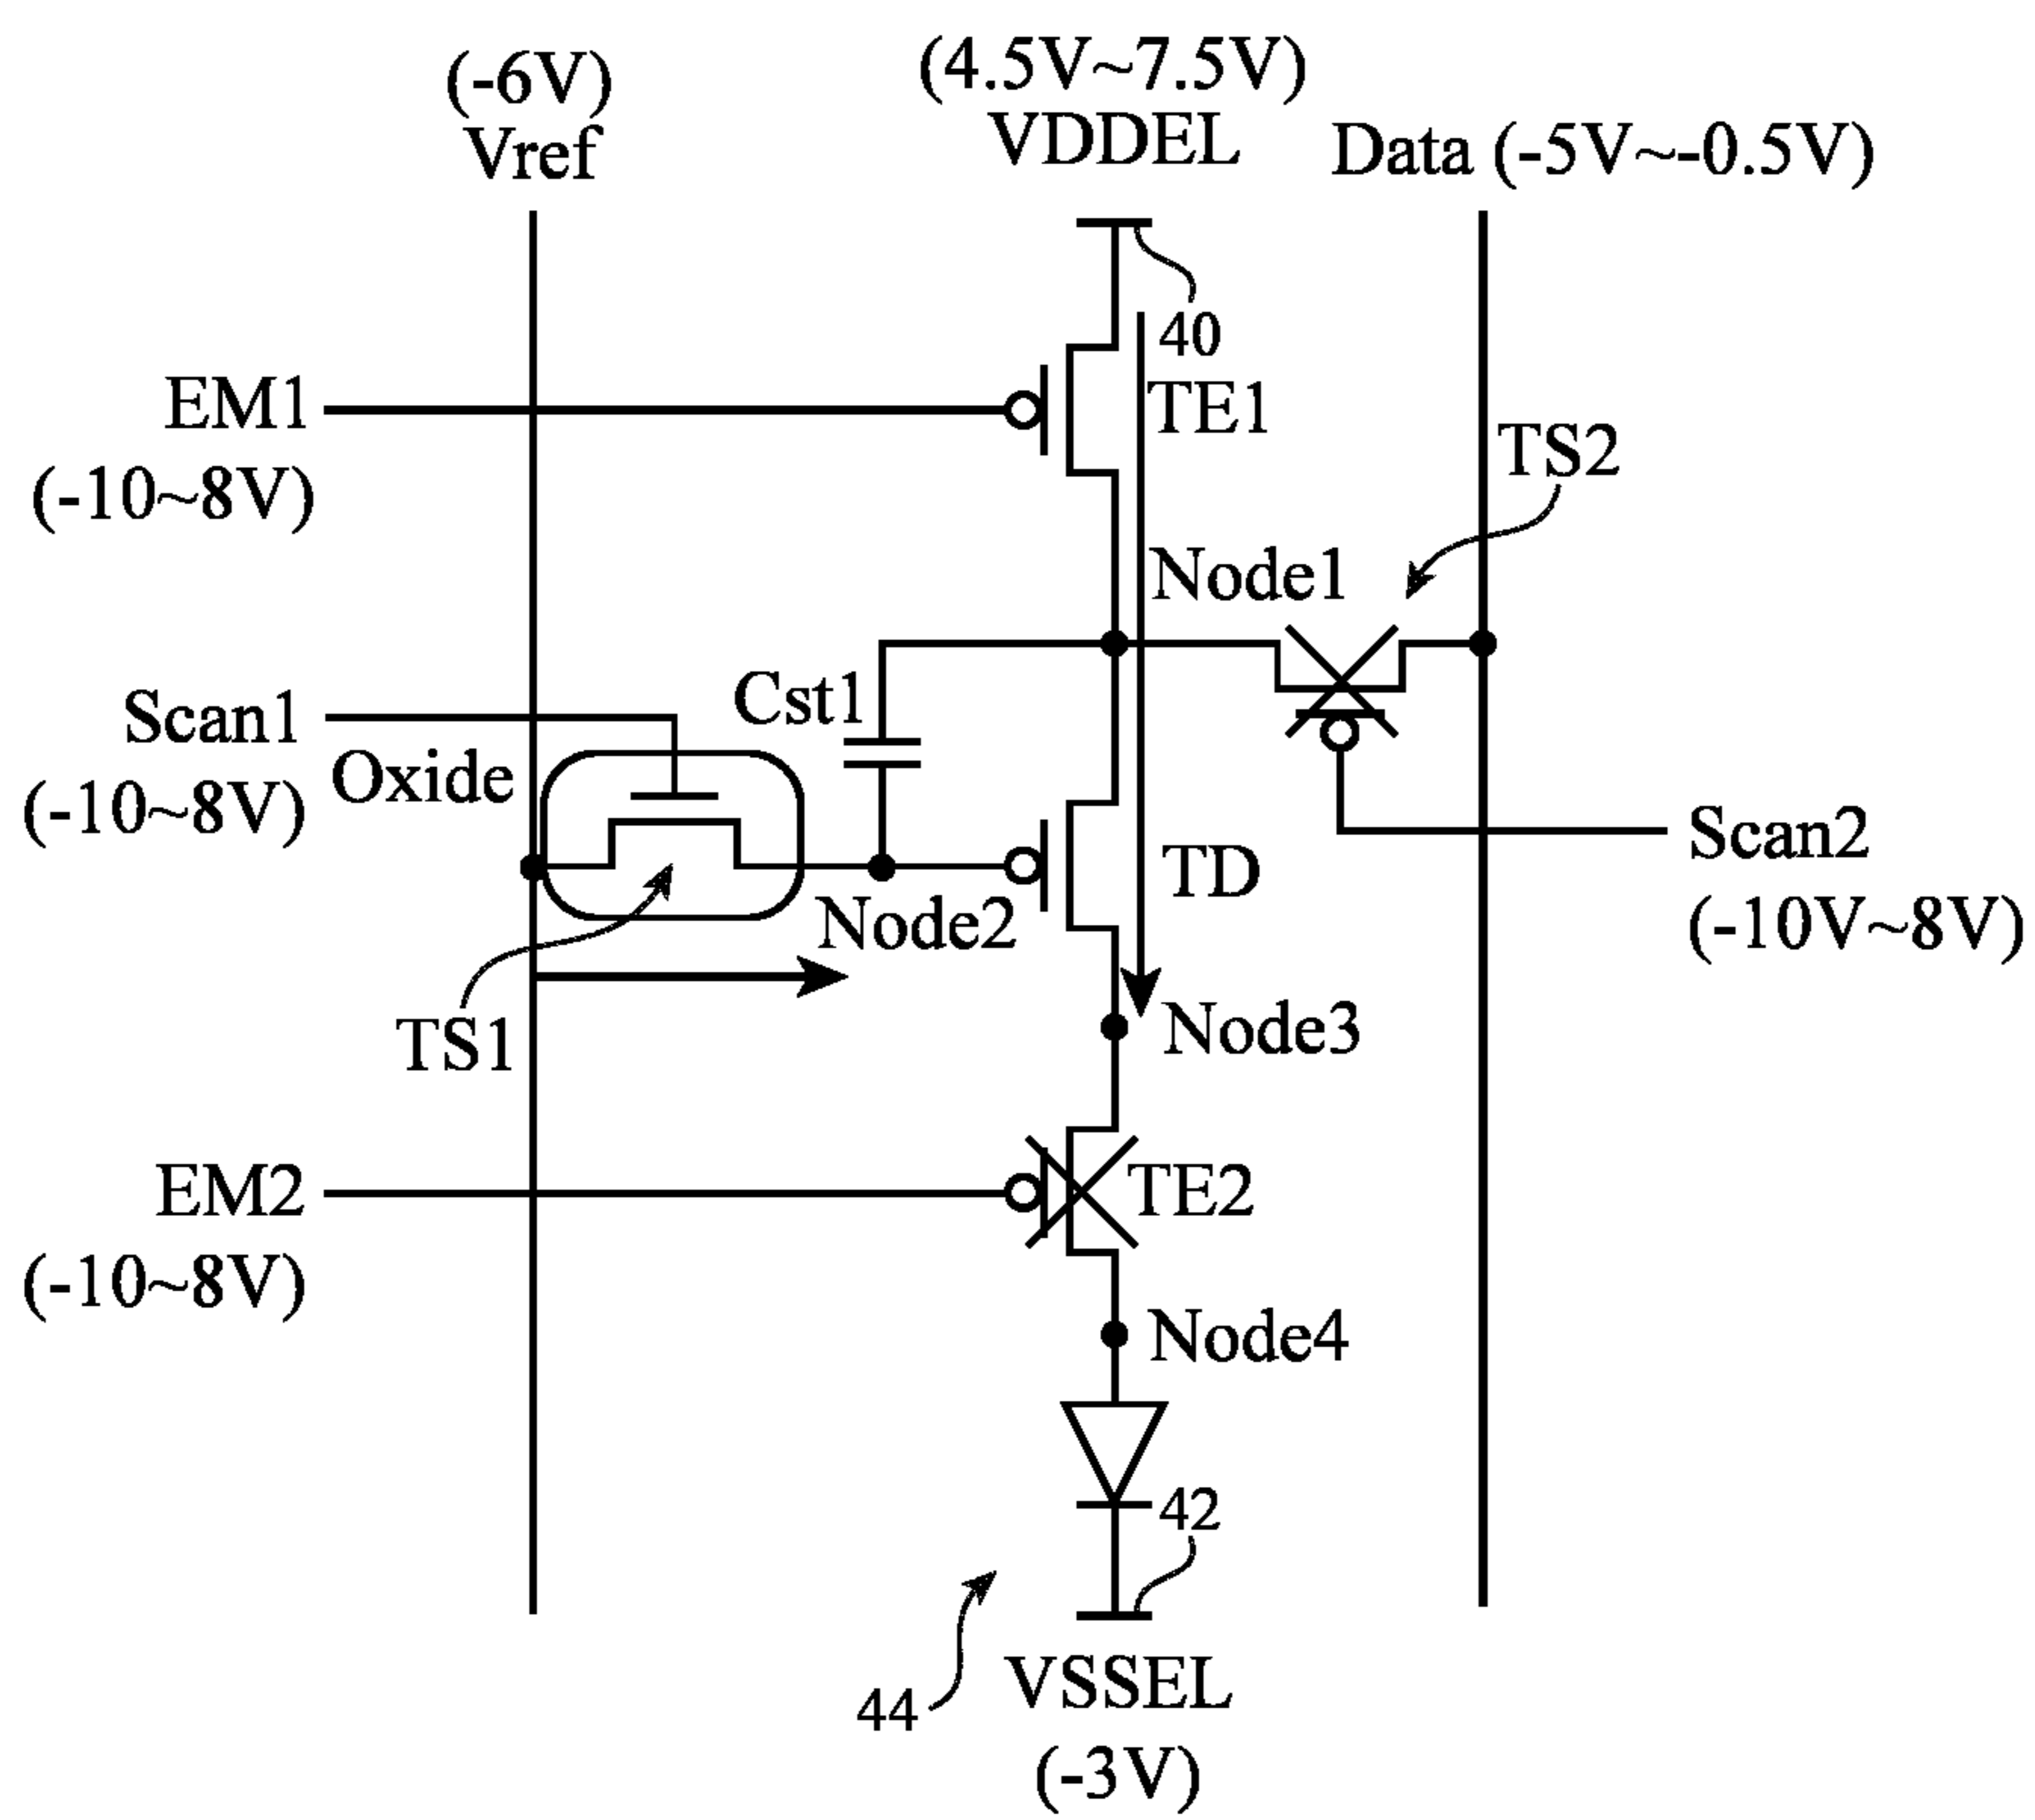 (-6V)
Vref
(4.5V~7.5V)
VDDEL
Data (-5V~-0.5V)
40
EM1
(-10~8V)
TE1
TS2
Node1
Scan1
(-10~8V)
Oxide
Cst1
TD
Scan2
(-10V~8V)
Node2
TS1
Node3
EM2
(-10~8V)
TE2
Node4
42
44
VSSEL
(-3V)